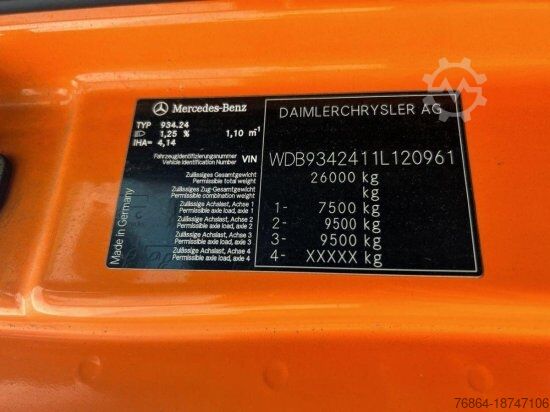 Mercedes-Benz
DAIMLERCHRYSLER AG
TYP 934.24
1,25 % 1,10 m⁻¹
IHA= 4,14
Fahrzeugidentifizierungsnummer
Vehicle Identification Number VIN WDB9342411L120961
Zulässiges Gesamtgewicht
Permissible total weight 26000 kg
Zulässiges Zug-Gesamtgewicht
Permissible combination weight kg
Zulässige Achslast, Achse 1
Permissible axle load, axle 1 1- 7500 kg
Zulässige Achslast, Achse 2
Permissible axle load, axle 2 2- 9500 kg
Zulässige Achslast, Achse 3
Permissible axle load, axle 3 3- 9500 kg
Zulässige Achslast, Achse 4
Permissible axle load, axle 4 4- XXXXX kg
Made in Germany
76864-18747106